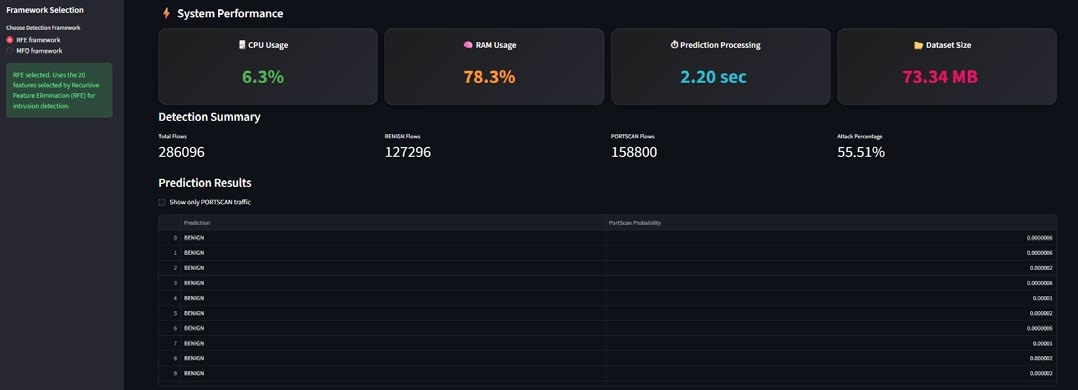 Framework Selection
Choose Detection Framework
RFE framework
MFO framework
RFE selected. Uses the 20
features selected by Recursive
Feature Elimination (RFE) for
intrusion detection.
System Performance
CPU Usage
6.3%
RAM Usage
78.3%
Prediction Processing
2.20 sec
Dataset Size
73.34 MB
Detection Summary
Total Flows
286096
BENIGN Flows
127296
PORTSCAN Flows
158800
Attack Percentage
55.51%
Prediction Results
Show only PORTSCAN traffic
Prediction PortScan Probability
0 BENIGN 0.0000006
1 BENIGN 0.0000006
2 BENIGN 0.000002
3 BENIGN 0.0000006
4 BENIGN 0.00001
5 BENIGN 0.000002
6 BENIGN 0.0000006
7 BENIGN 0.00001
8 BENIGN 0.000002
9 BENIGN 0.000002